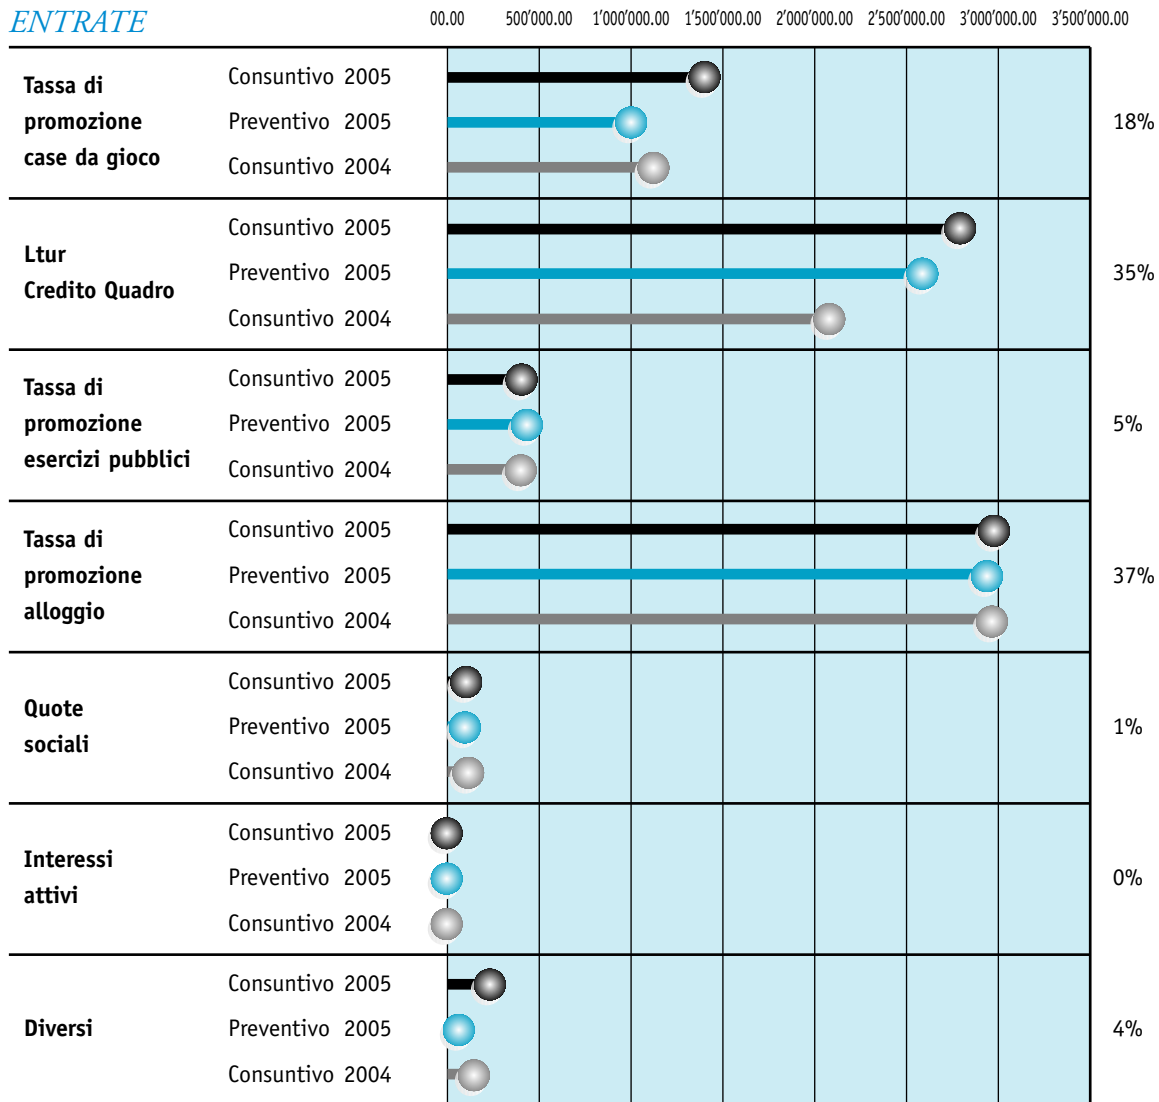 ENTRATE
00.00 500'000.00 1'000'000.00 1'500'000.00 2'000'000.00 2'500'000.00 3'000'000.00 3'500'000.00
Tassa di
promozione
case da gioco
Consuntivo 2005
Preventivo 2005
Consuntivo 2004
18%
Ltur
Credito Quadro
Consuntivo 2005
Preventivo 2005
Consuntivo 2004
35%
Tassa di
promozione
esercizi pubblici
Consuntivo 2005
Preventivo 2005
Consuntivo 2004
5%
Tassa di
promozione
alloggio
Consuntivo 2005
Preventivo 2005
Consuntivo 2004
37%
Quote
sociali
Consuntivo 2005
Preventivo 2005
Consuntivo 2004
1%
Interessi
attivi
Consuntivo 2005
Preventivo 2005
Consuntivo 2004
0%
Diversi
Consuntivo 2005
Preventivo 2005
Consuntivo 2004
4%